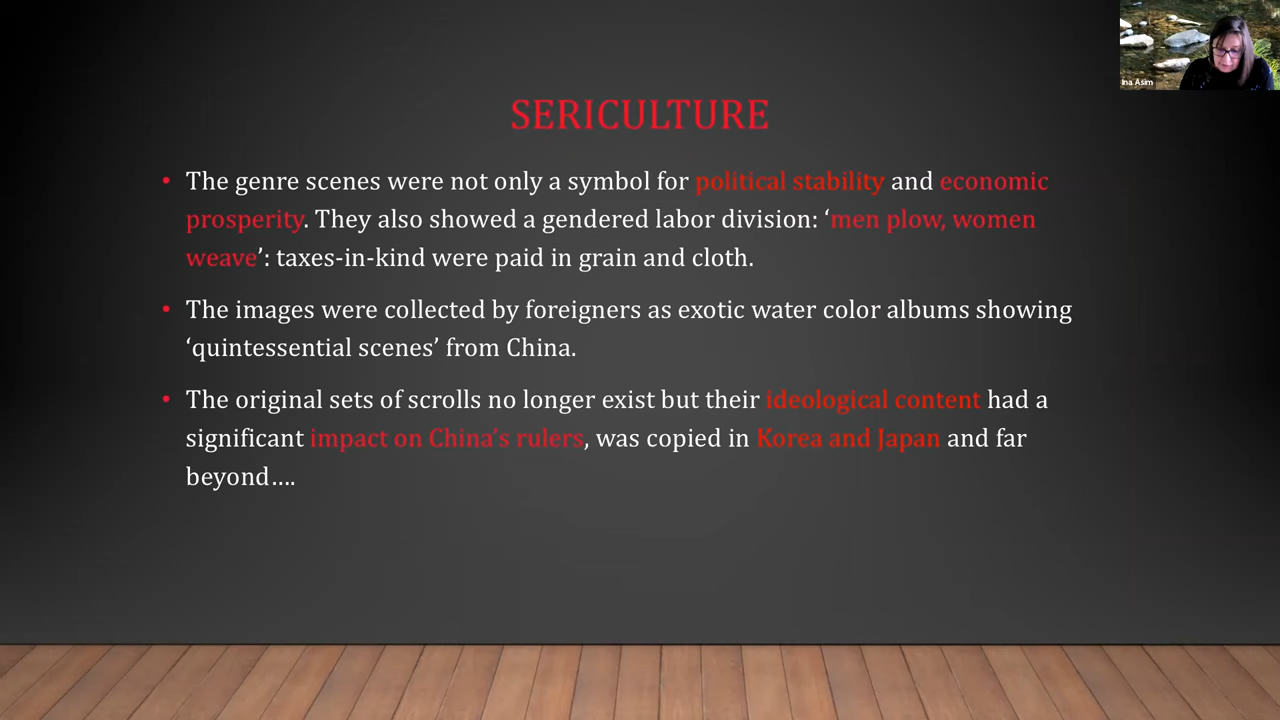 Ina Asim
SERICULTURE
• The genre scenes were not only a symbol for political stability and economic
prosperity. They also showed a gendered labor division: ‘men plow, women
weave’: taxes-in-kind were paid in grain and cloth.
• The images were collected by foreigners as exotic water color albums showing
‘quintessential scenes’ from China.
• The original sets of scrolls no longer exist but their ideological content had a
significant impact on China’s rulers, was copied in Korea and Japan and far
beyond….